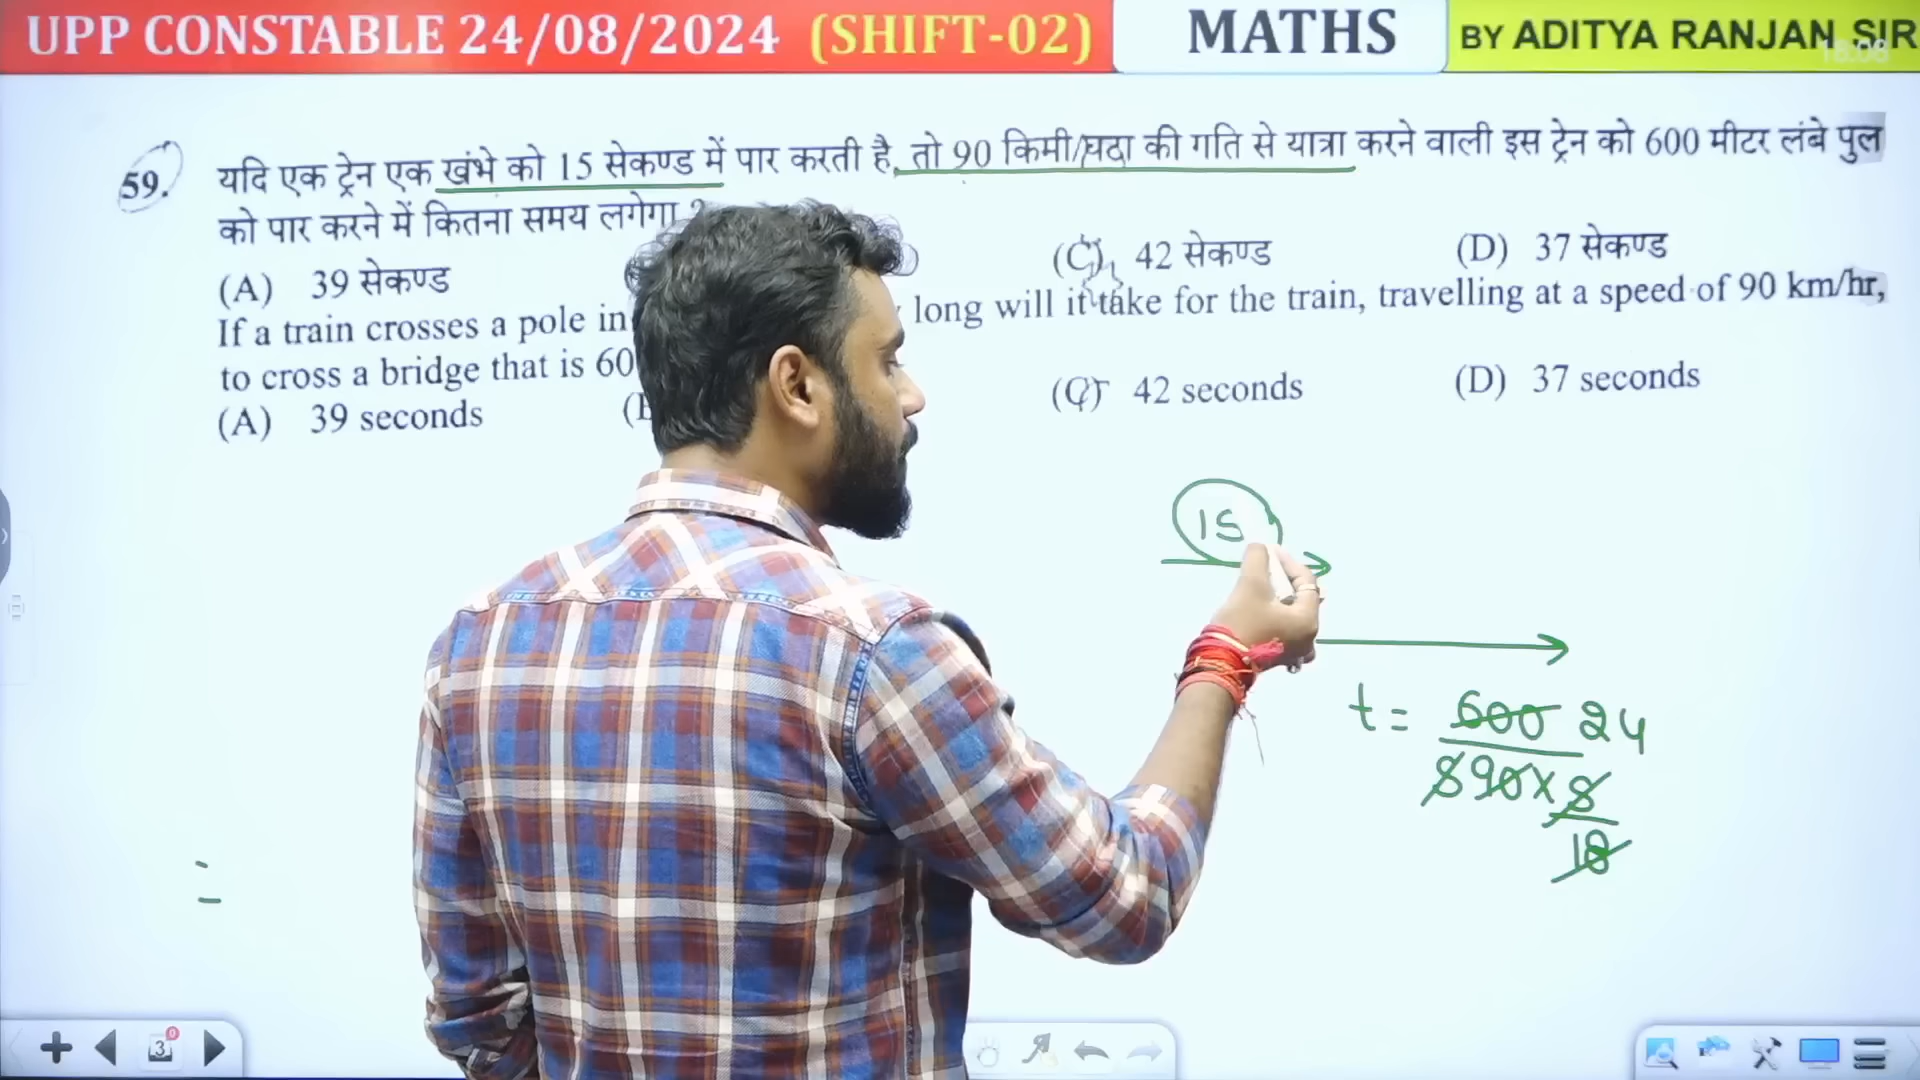 UPP CONSTABLE 24/08/2024 (SHIFT-02) MATHS BY ADITYA RANJAN SIR
59. यदि एक ट्रेन एक खंभे को 15 सेकण्ड में पार करती है, तो 90 किमी/घंटा की गति से यात्रा करने वाली इस ट्रेन को 600 मीटर लंबे पुल
को पार करने में कितना समय लगेगा ?
(A) 39 सेकण्ड (C) 42 सेकण्ड (D) 37 सेकण्ड
If a train crosses a pole in long will it take for the train, travelling at a speed of 90 km/hr,
to cross a bridge that is 60
(A) 39 seconds (C) 42 seconds (D) 37 seconds
15
t = 600 24
90×5
18
3